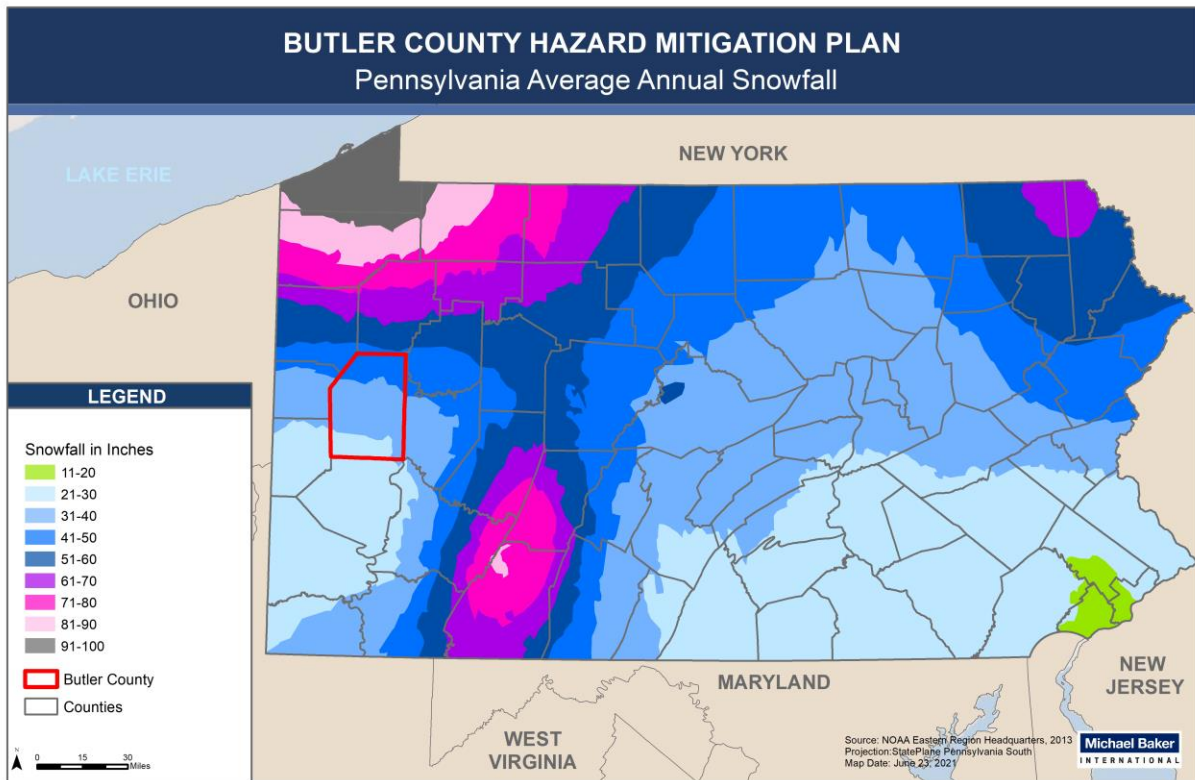 BUTLER COUNTY HAZARD MITIGATION PLAN
Pennsylvania Average Annual Snowfall
LAKE ERIE
NEW YORK
OHIO
LEGEND
Snowfall in Inches
11-20
21-30
31-40
41-50
51-60
61-70
71-80
81-90
91-100
Butler County
Counties
N
0 15 30
Miles
MARYLAND
WEST
VIRGINIA
NEW
JERSEY
Source: NOAA Eastern Region Headquarters, 2013
Projection:StatePlane Pennsylvania South
Map Date: June 23, 2021
Michael Baker
INTERNATIONAL